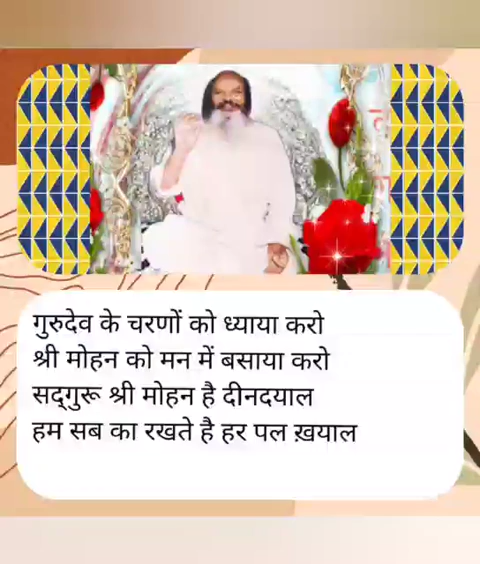 गुरुदेव के चरणों को ध्याया करो
श्री मोहन को मन में बसाया करो
सद्गुरू श्री मोहन है दीनदयाल
हम सब का रखते है हर पल ख़याल